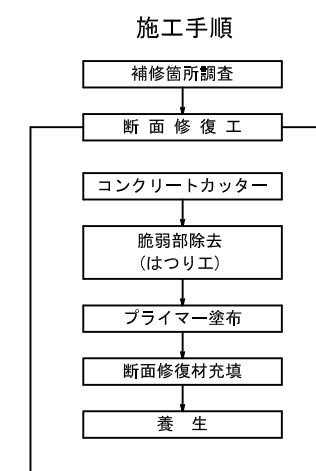 施工手順
補修箇所調査
断面修復工
コンクリートカッター
脆弱部除去
(はつり工)
プライマー塗布
断面修復材充填
養 生